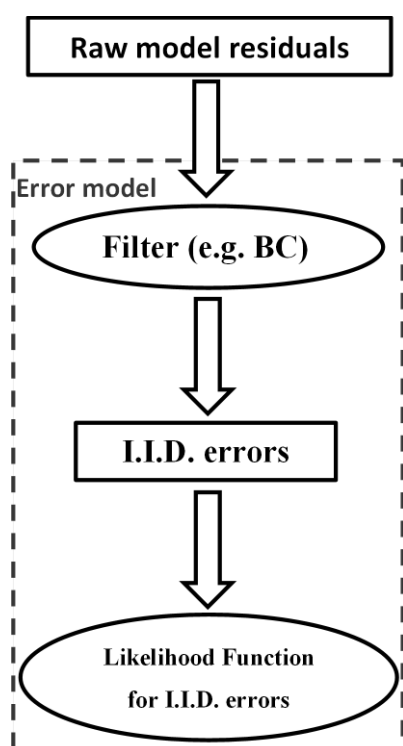 Raw model residuals
Error model
Filter (e.g. BC)
I.I.D. errors
Likelihood Function
for I.I.D. errors